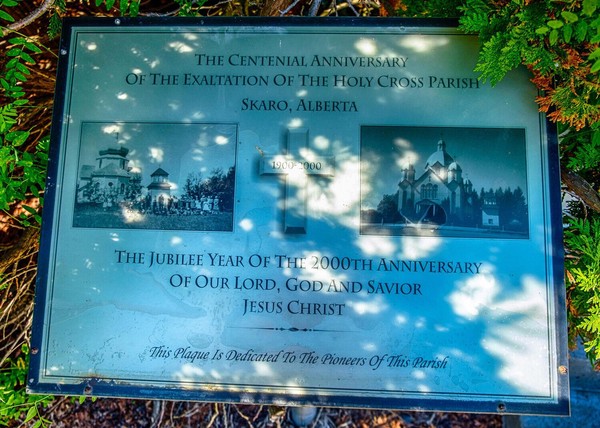 The Centenial Anniversary
Of The Exaltation Of The Holy Cross Parish
Skaro, Alberta
1900-2000
The Jubilee Year Of The 2000th Anniversary
Of Our Lord, God And Savior
Jesus Christ
This Plaque Is Dedicated To The Pioneers Of This Parish